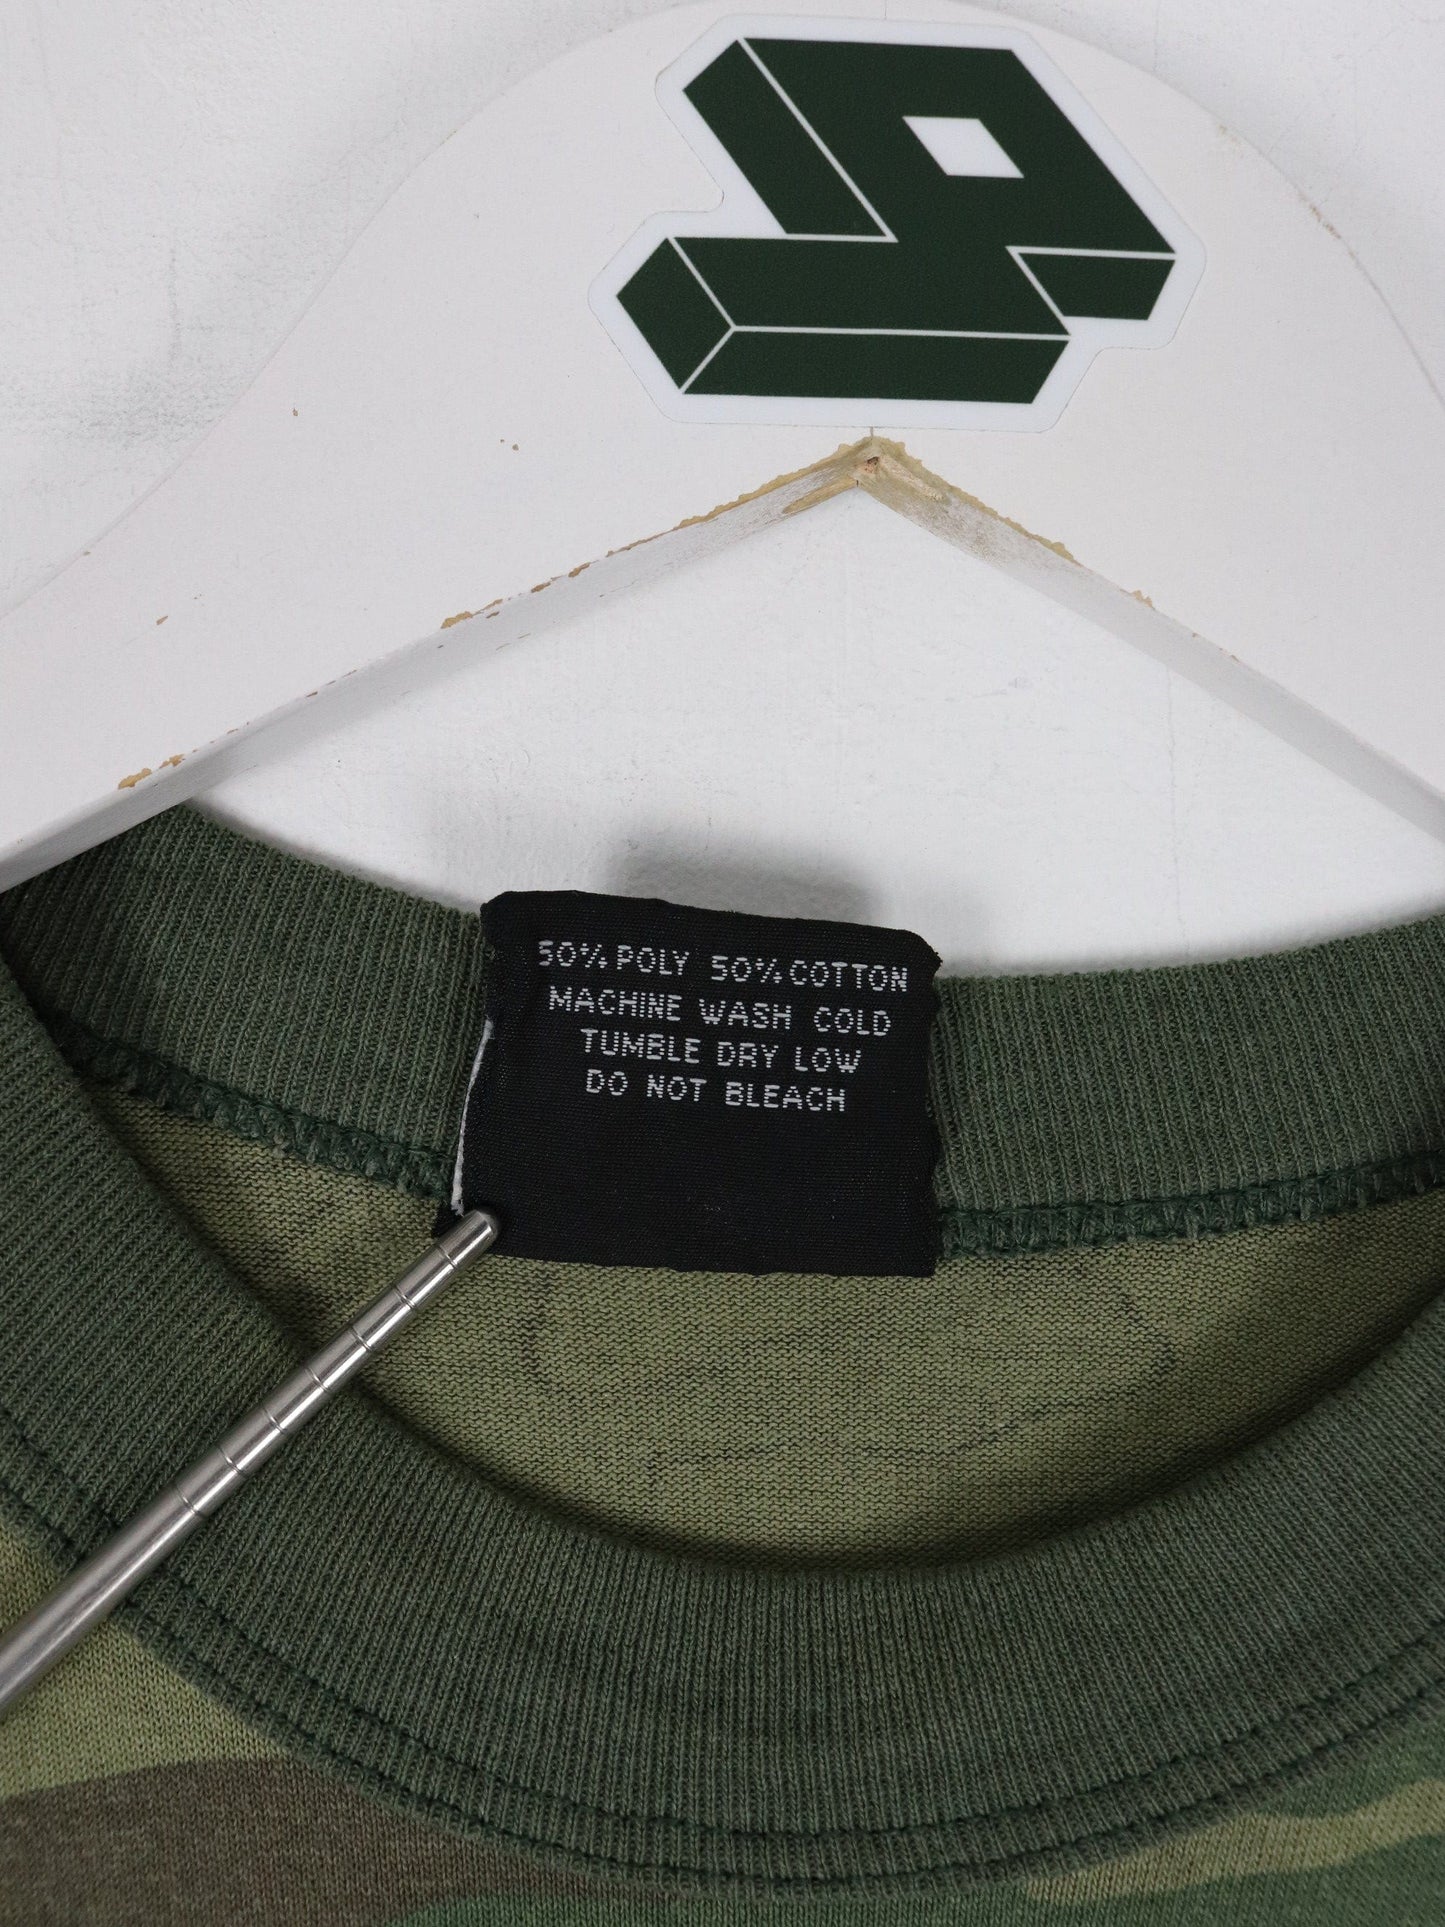 50% POLY 50% COTTON
MACHINE WASH COLD
TUMBLE DRY LOW
DO NOT BLEACH